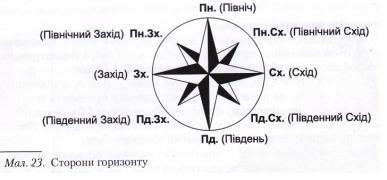 Пн. (Північ)
(Північний Захід) Пн.Зх. Пн.Сх. (Північний Схід)
(Захід) Зх. Сх. (Схід)
(Південний Захід) Пд.Зх. Пд.Сх. (Південний Схід)
Пд. (Південь)
Мал. 23. Сторони горизонту